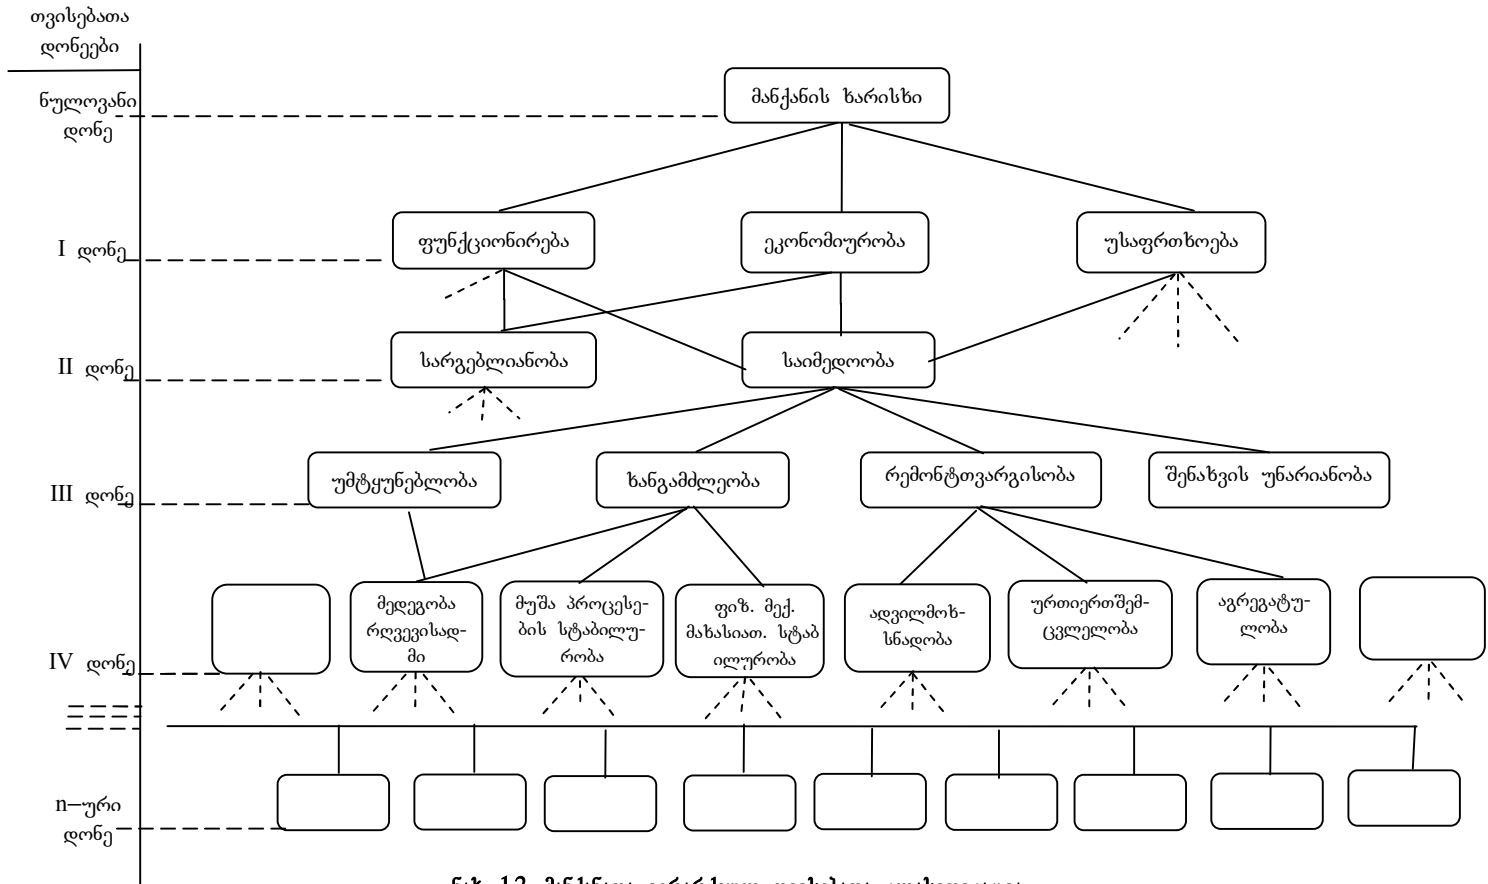 თვისებათა
დონეები
ნულოვანი
დონე
მანქანის ხარისხი
I დონე
ფუნქციონირება
ეკონომიურობა
უსაფრთხოება
II დონე
სარგებლიანობა
საიმედოობა
III დონე
უმტყუნებლობა
ხანგამძლეობა
რემონტთვარგისობა
შენახვის უნარიანობა
IV დონე
მედეგობა
რღვევისად-
მი
მუშა პროცესე-
ბის სტაბილუ-
რობა
ფიზ. მექ.
მახასიათ. სტაბ
ილურობა
ადვილმოხ-
სნადობა
ურთიერთშემ-
ცვლელობა
აგრეგატუ-
ლობა
n–ური
დონე